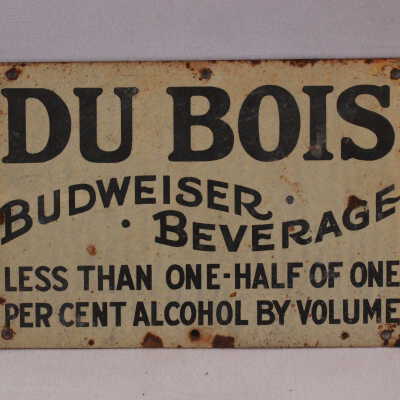 DU BOIS
BUDWEISER
BEVERAGE
LESS THAN ONE-HALF OF ONE
PER CENT ALCOHOL BY VOLUME